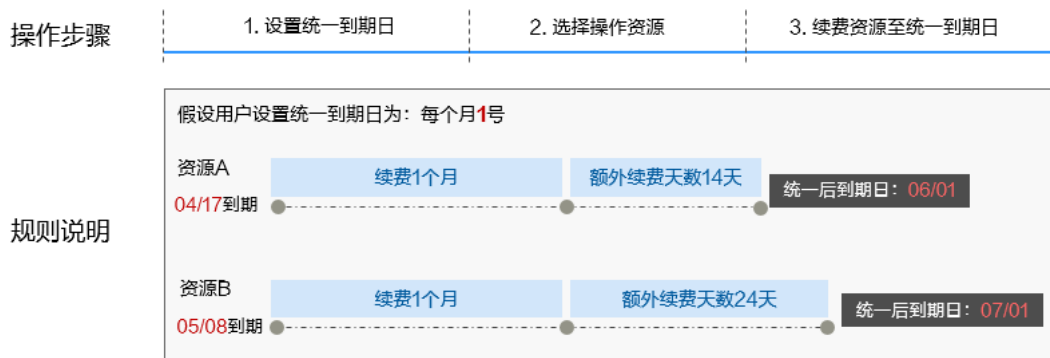 操作步骤
1. 设置统一到期日
2. 选择操作资源
3. 续费资源至统一到期日
规则说明
假设用户设置统一到期日为：每个月1号
资源A
04/17到期
续费1个月
额外续费天数14天
统一后到期日：06/01
资源B
05/08到期
续费1个月
额外续费天数24天
统一后到期日：07/01